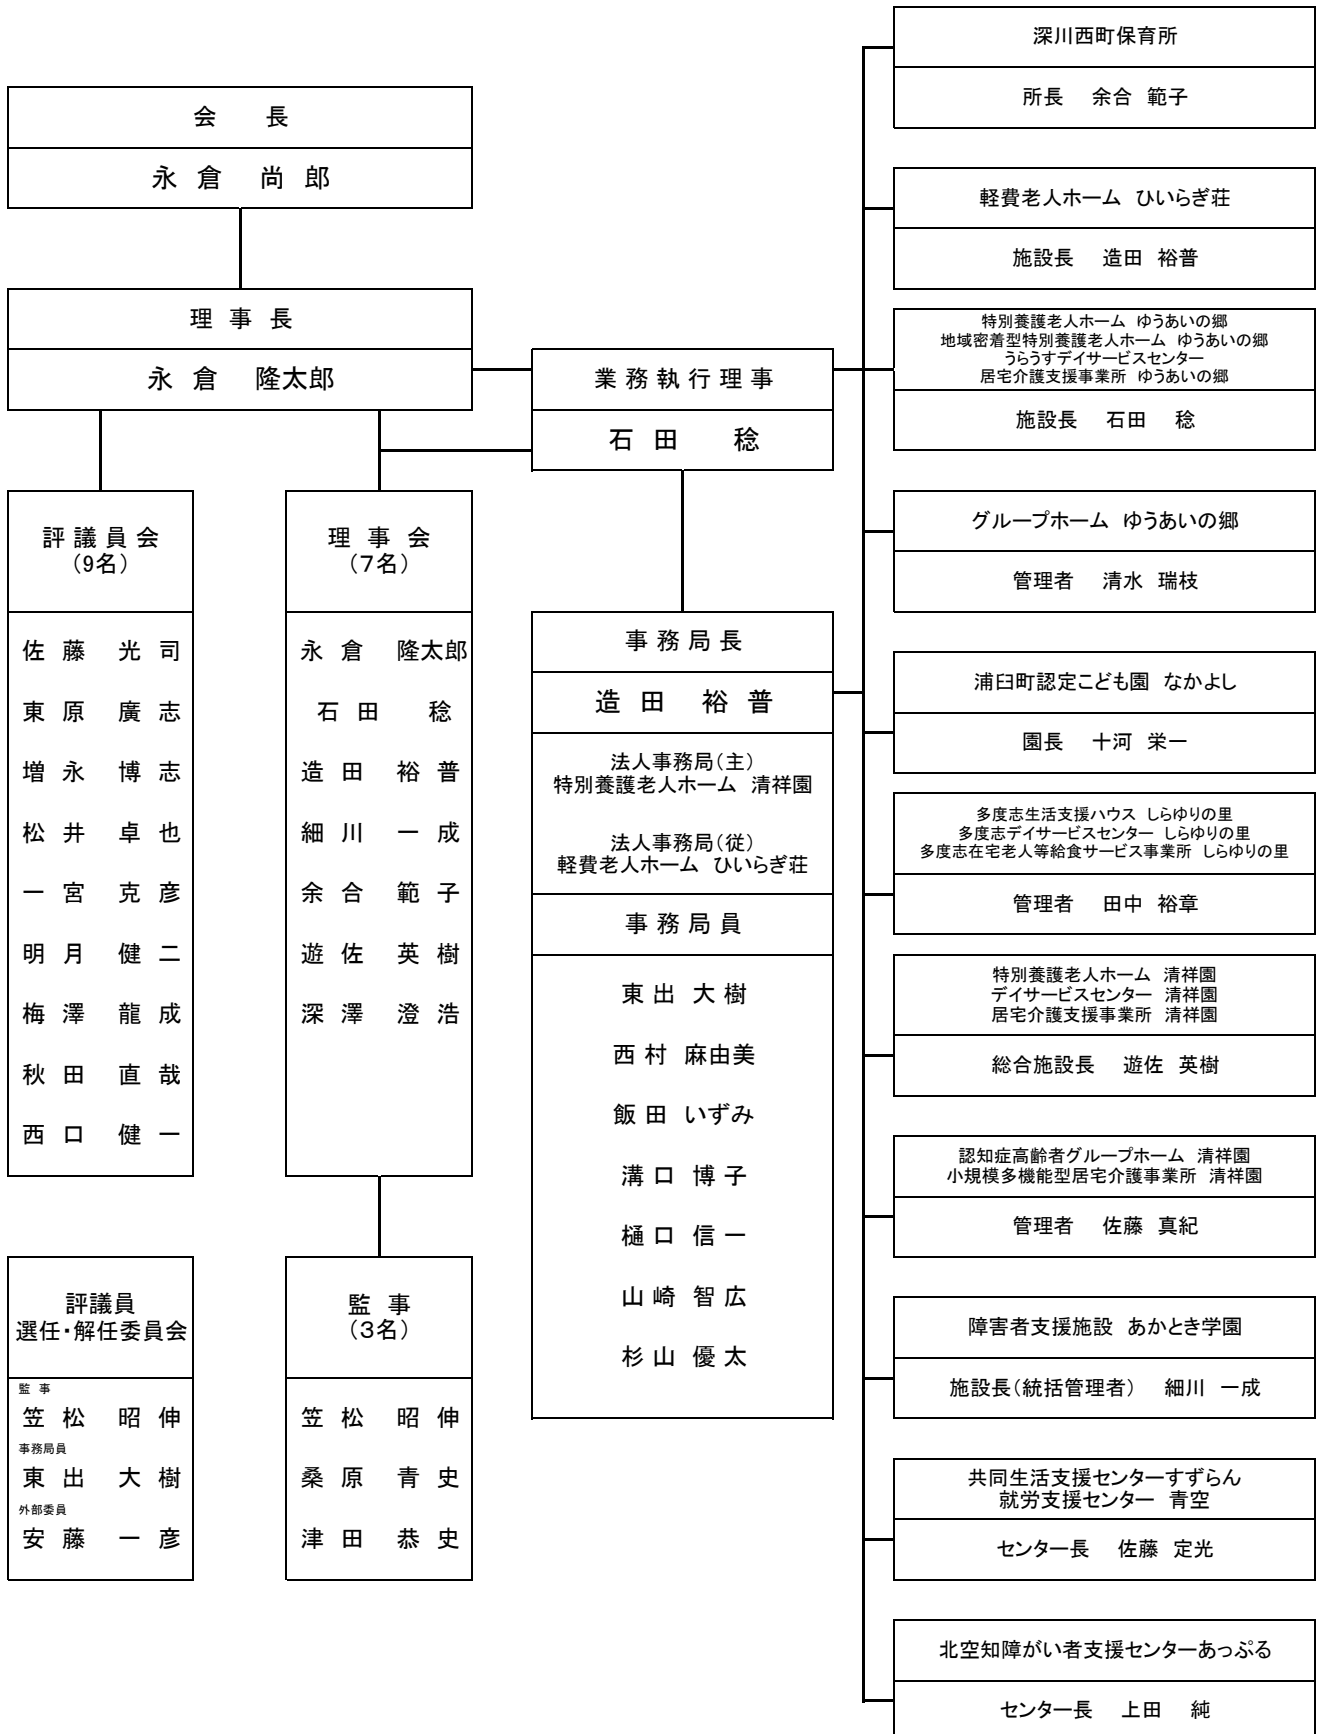 会　長
永 倉　尚 郎
理 事 長
永 倉　隆太郎
業務執行理事
石 田　稔
評議員会
（9名）
佐 藤　光 司
東 原　廣 志
増 永　博 志
松 井　卓 也
一 宮　克 彦
明 月　健 二
梅 澤　龍 成
秋 田　直 哉
西 口　健 一
理 事 会
（7名）
永 倉　隆太郎
石 田　稔
造 田　裕 普
細 川　一 成
余 合　範 子
遊 佐　英 樹
深 澤　澄 浩
評議員
選任・解任委員会
監 事
笠 松　昭 伸
事務局員
東 出　大 樹
外部委員
安 藤　一 彦
監 事
（3名）
笠 松　昭 伸
桑 原　青 史
津 田　恭 史
事務局長
造 田　裕 普
法人事務局（主）
特別養護老人ホーム 清祥園
法人事務局（従）
軽費老人ホーム ひいらぎ荘
事務局員
東出 大樹
西村 麻由美
飯田 いずみ
溝口 博子
樋口 信一
山崎 智広
杉山 優太
深川西町保育所
所長　余合 範子
軽費老人ホーム ひいらぎ荘
施設長　造田 裕普
特別養護老人ホーム ゆうあいの郷
地域密着型特別養護老人ホーム ゆうあいの郷
うらうすデイサービスセンター
居宅介護支援事業所 ゆうあいの郷
施設長　石田　稔
グループホーム ゆうあいの郷
管理者　清水 瑞枝
浦臼町認定こども園 なかよし
園長　十河 栄一
多度志生活支援ハウス しらゆりの里
多度志デイサービスセンター しらゆりの里
多度志在宅老人等給食サービス事業所 しらゆりの里
管理者　田中 裕章
特別養護老人ホーム 清祥園
デイサービスセンター 清祥園
居宅介護支援事業所 清祥園
総合施設長　遊佐 英樹
認知症高齢者グループホーム 清祥園
小規模多機能型居宅介護事業所 清祥園
管理者　佐藤 真紀
障害者支援施設 あかとき学園
施設長（統括管理者）　細川 一成
共同生活支援センターすずらん
就労支援センター 青空
センター長　佐藤 定光
北空知障がい者支援センターあっぷる
センター長　上田　純